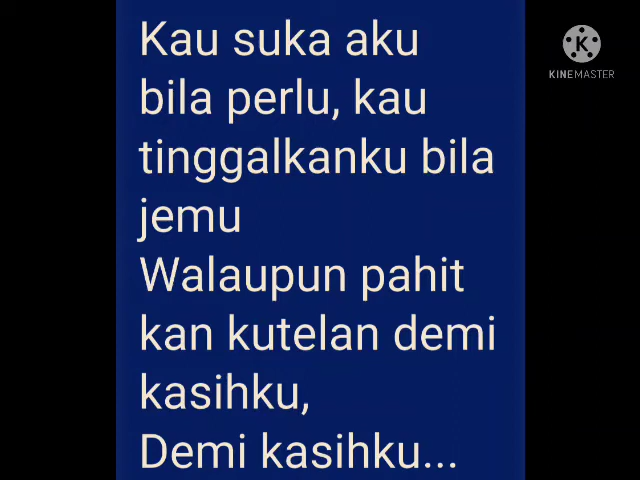 Kau suka aku
bila perlu, kau
tinggalkanku bila
jemu
Walaupun pahit
kan kutelan demi
kasihku,
Demi kasihku...
K
KINEMASTER